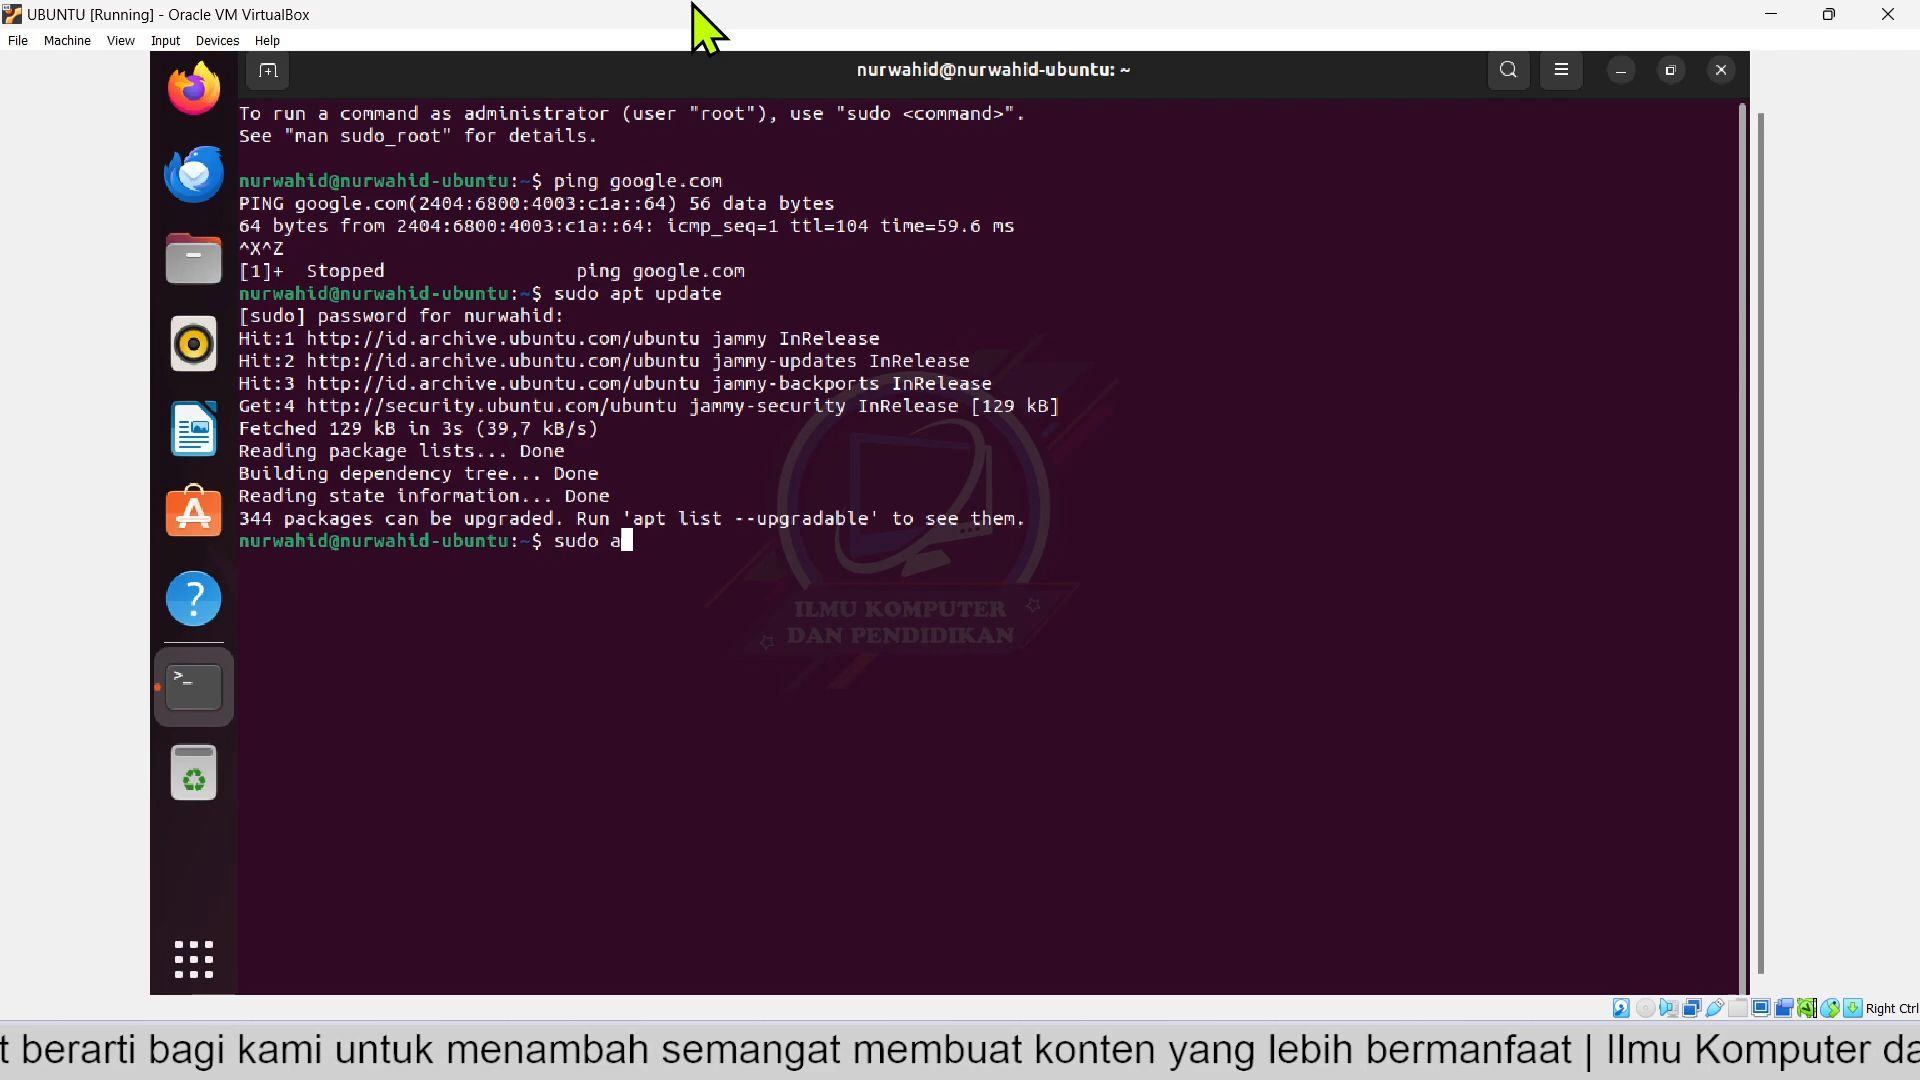 UBUNTU [Running] - Oracle VM VirtualBox
File Machine View Input Devices Help
nurwahid@nurwahid-ubuntu: ~
To run a command as administrator (user "root"), use "sudo <command>".
See "man sudo_root" for details.
nurwahid@nurwahid-ubuntu:~$ ping google.com
PING google.com(2404:6800:4003:c1a::64) 56 data bytes
64 bytes from 2404:6800:4003:c1a::64: icmp_seq=1 ttl=104 time=59.6 ms
^X^Z
[1]+  Stopped                 ping google.com
nurwahid@nurwahid-ubuntu:~$ sudo apt update
[sudo] password for nurwahid:
Hit:1 http://id.archive.ubuntu.com/ubuntu jammy InRelease
Hit:2 http://id.archive.ubuntu.com/ubuntu jammy-updates InRelease
Hit:3 http://id.archive.ubuntu.com/ubuntu jammy-backports InRelease
Get:4 http://security.ubuntu.com/ubuntu jammy-security InRelease [129 kB]
Fetched 129 kB in 3s (39,7 kB/s)
Reading package lists... Done
Building dependency tree... Done
Reading state information... Done
344 packages can be upgraded. Run 'apt list --upgradable' to see them.
nurwahid@nurwahid-ubuntu:~$ sudo a
ILMU KOMPUTER
DAN PENDIDIKAN
Right Ctrl
t berarti bagi kami untuk menambah semangat membuat konten yang lebih bermanfaat | Ilmu Komputer da